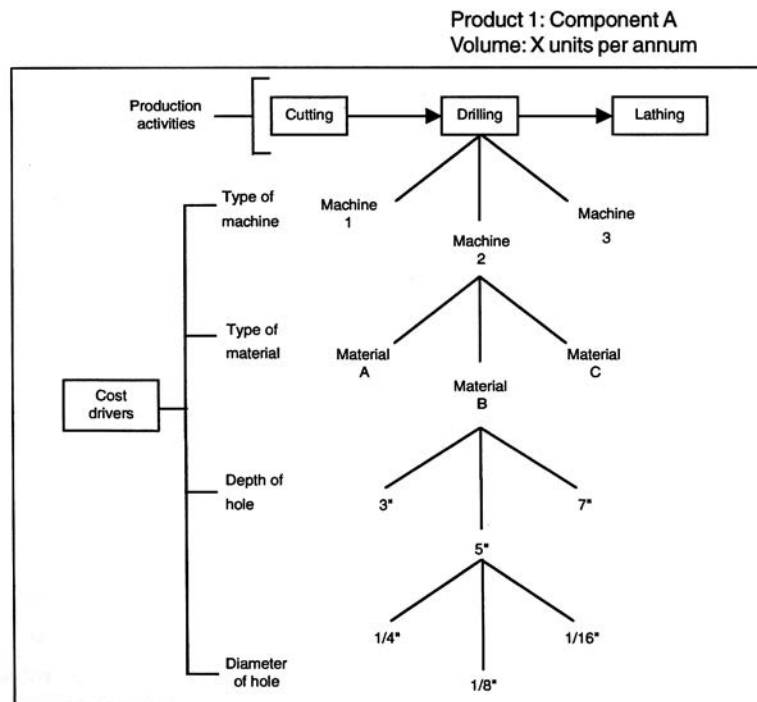 Product 1: Component A
Volume: X units per annum
Production
activities
Cutting
Drilling
Lathing
Type of
machine
Machine
1
Machine
2
Machine
3
Type of
material
Material
A
Material
B
Material
C
Cost
drivers
Depth of
hole
3"
5"
7"
1/4"
1/8"
1/16"
Diameter
of hole